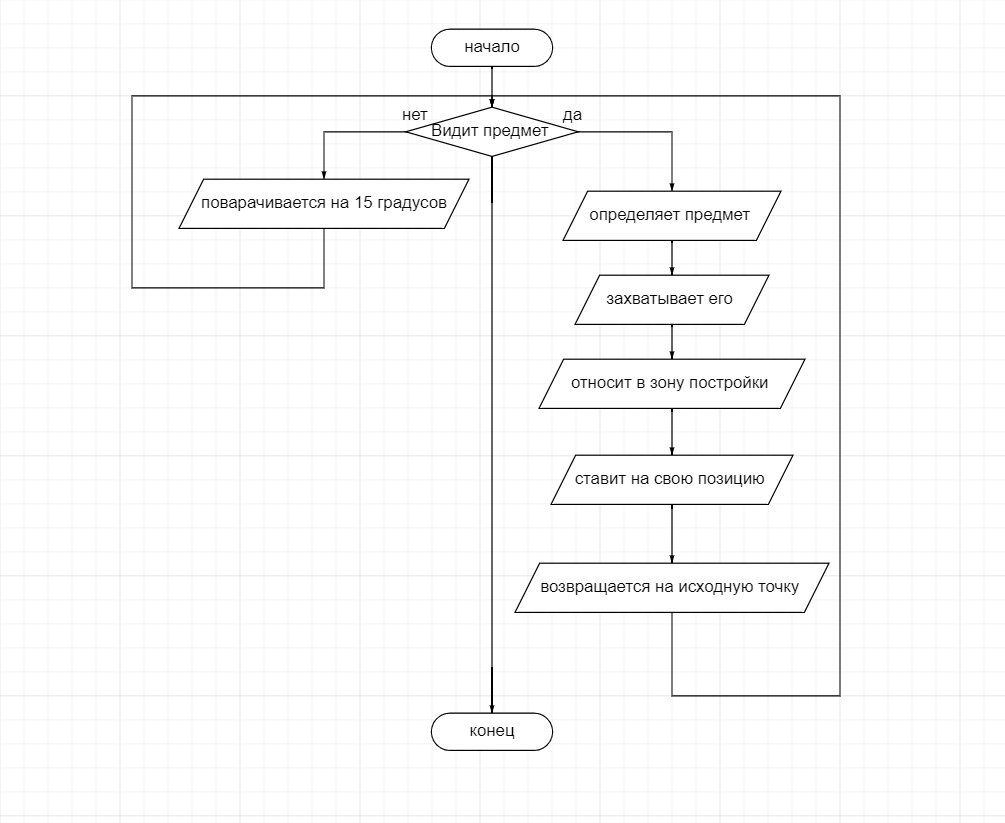 начало
нет
да
Видит предмет
поварачивается на 15 градусов
определяет предмет
захватывает его
относит в зону постройки
ставит на свою позицию
возвращается на исходную точку
конец